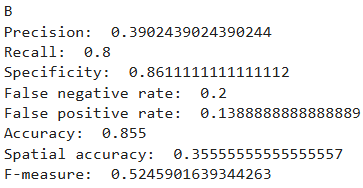 B
Precision:  0.3902439024390244
Recall:  0.8
Specificity:  0.8611111111111112
False negative rate:  0.2
False positive rate:  0.1388888888888889
Accuracy:  0.855
Spatial accuracy:  0.35555555555555557
F-measure:  0.5245901639344263